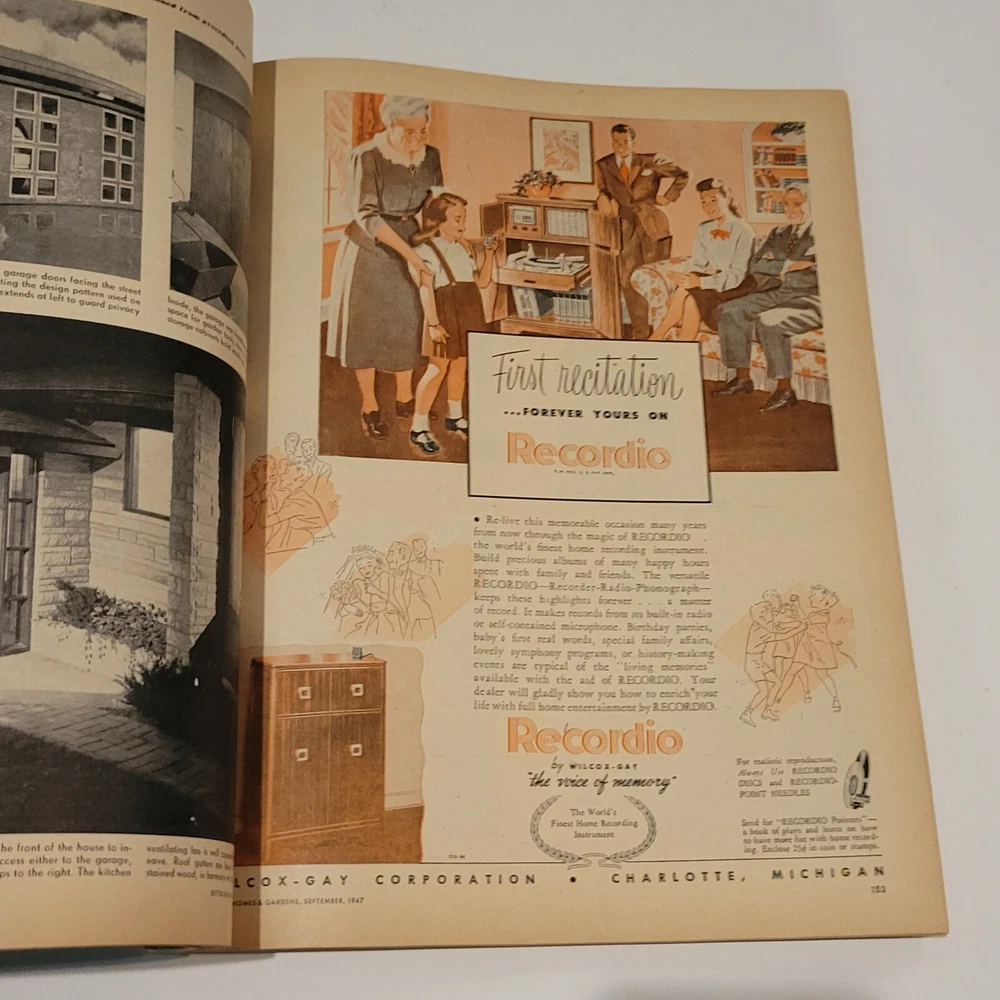 garage doors facing the street
ting the design pattern used on
extends at left to guard privacy
Inside, the garage
space for garden
storage cabinets
he front of the house to in-
ccess either to the garage,
ps to the right. The kitchen
ventilating fan is well
eave. Roof gutters are
stained wood, in harmony
First recitation
...FOREVER YOURS ON
Recordio
• Re-live this memorable occasion many years
from now through the magic of RECORDIO .
the world's finest home recording instrument.
Build precious albums of many happy hours
spent with family and friends. The versatile
RECORDIO—Recorder-Radio-Phonograph—
keeps these highlights forever . . a matter
of record. It makes records from its built-in radio
or self-contained microphone. Birthday parties,
baby's first real words, special family affairs,
lovely symphony programs, or history-making
events are typical of the "living memories"
available with the aid of RECORDIO. Your
dealer will gladly show you how to enrich your
life with full home entertainment by RECORDIO.
Recordio
by WILCOX-GAY
"the voice of memory"
The World's
Finest Home Recording
Instrument
For realistic reproduction,
Always Use RECORDIO
DISCS and RECORDIO-
POINT NEEDLES
Send for "RECORDIO Pointers"—
a book of plays and hints on how
to have more fun with home record-
ing. Enclose 25¢ in coin or stamps.
LCOX-GAY CORPORATION • CHARLOTTE, MICHIGAN
HOMES & GARDENS, SEPTEMBER, 1947
153